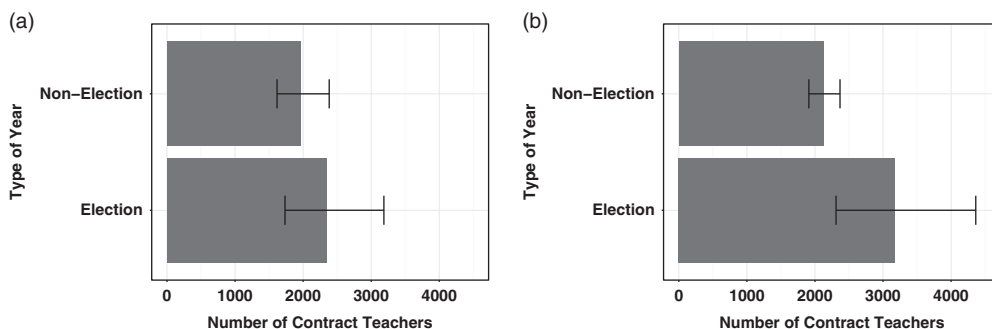 (a)
Type of Year
Non−Election
Election
0 1000 2000 3000 4000
Number of Contract Teachers
(b)
Type of Year
Non−Election
Election
0 1000 2000 3000 4000
Number of Contract Teachers